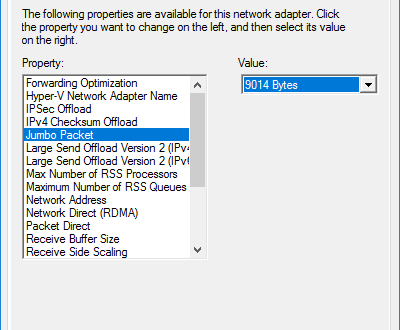 The following properties are available for this network adapter. Click
the property you want to change on the left, and then select its value
on the right.
Property:
Value:
Forwarding Optimization
Hyper-V Network Adapter Name
IPSec Offload
IPv4 Checksum Offload
Jumbo Packet
Large Send Offload Version 2 (IPv4
Large Send Offload Version 2 (IPv6
Max Number of RSS Processors
Maximum Number of RSS Queues
Network Address
Network Direct (RDMA)
Packet Direct
Receive Buffer Size
Receive Side Scaling
9014 Bytes